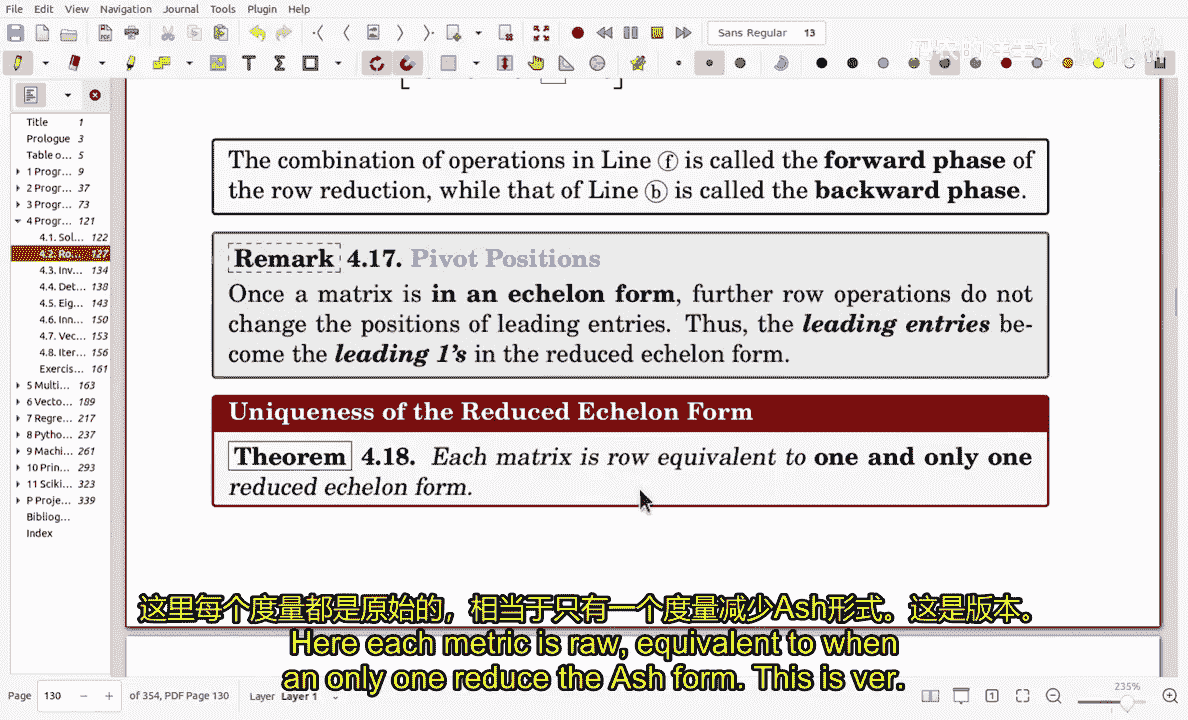 File Edit View Navigation Journal Tools Plugin Help
Sans Regular 13
Title 1
Prologue 3
Table o... 5
1 Progr... 9
2 Progr... 37
3 Progr... 73
4 Progr... 121
4.1. Sol... 122
4.2. Ro... 127
4.3. Inv... 134
4.4. Det... 138
4.5. Eig... 143
4.6. Inn... 150
4.7. Vec... 153
4.8. Iter... 156
Exercis... 161
5 Multi... 163
6 Vecto... 189
7 Regre... 217
8 Pytho... 237
9 Machi... 261
10 Prin... 293
11 Sciki... 323
P Proje... 339
Bibliog...
Index
The combination of operations in Line ⓕ is called the forward phase of
the row reduction, while that of Line ⓑ is called the backward phase.
Remark 4.17. Pivot Positions
Once a matrix is in an echelon form, further row operations do not
change the positions of leading entries. Thus, the leading entries be-
come the leading 1's in the reduced echelon form.
Uniqueness of the Reduced Echelon Form
Theorem 4.18. Each matrix is row equivalent to one and only one
reduced echelon form.
这里每个度量都是原始的，相当于只有一个度量减少Ash形式。这是版本。
Here each metric is raw, equivalent to when
an only one reduce the Ash form. This is ver.
Page 130 − + of 354, PDF Page 130 Layer Layer 1
235%